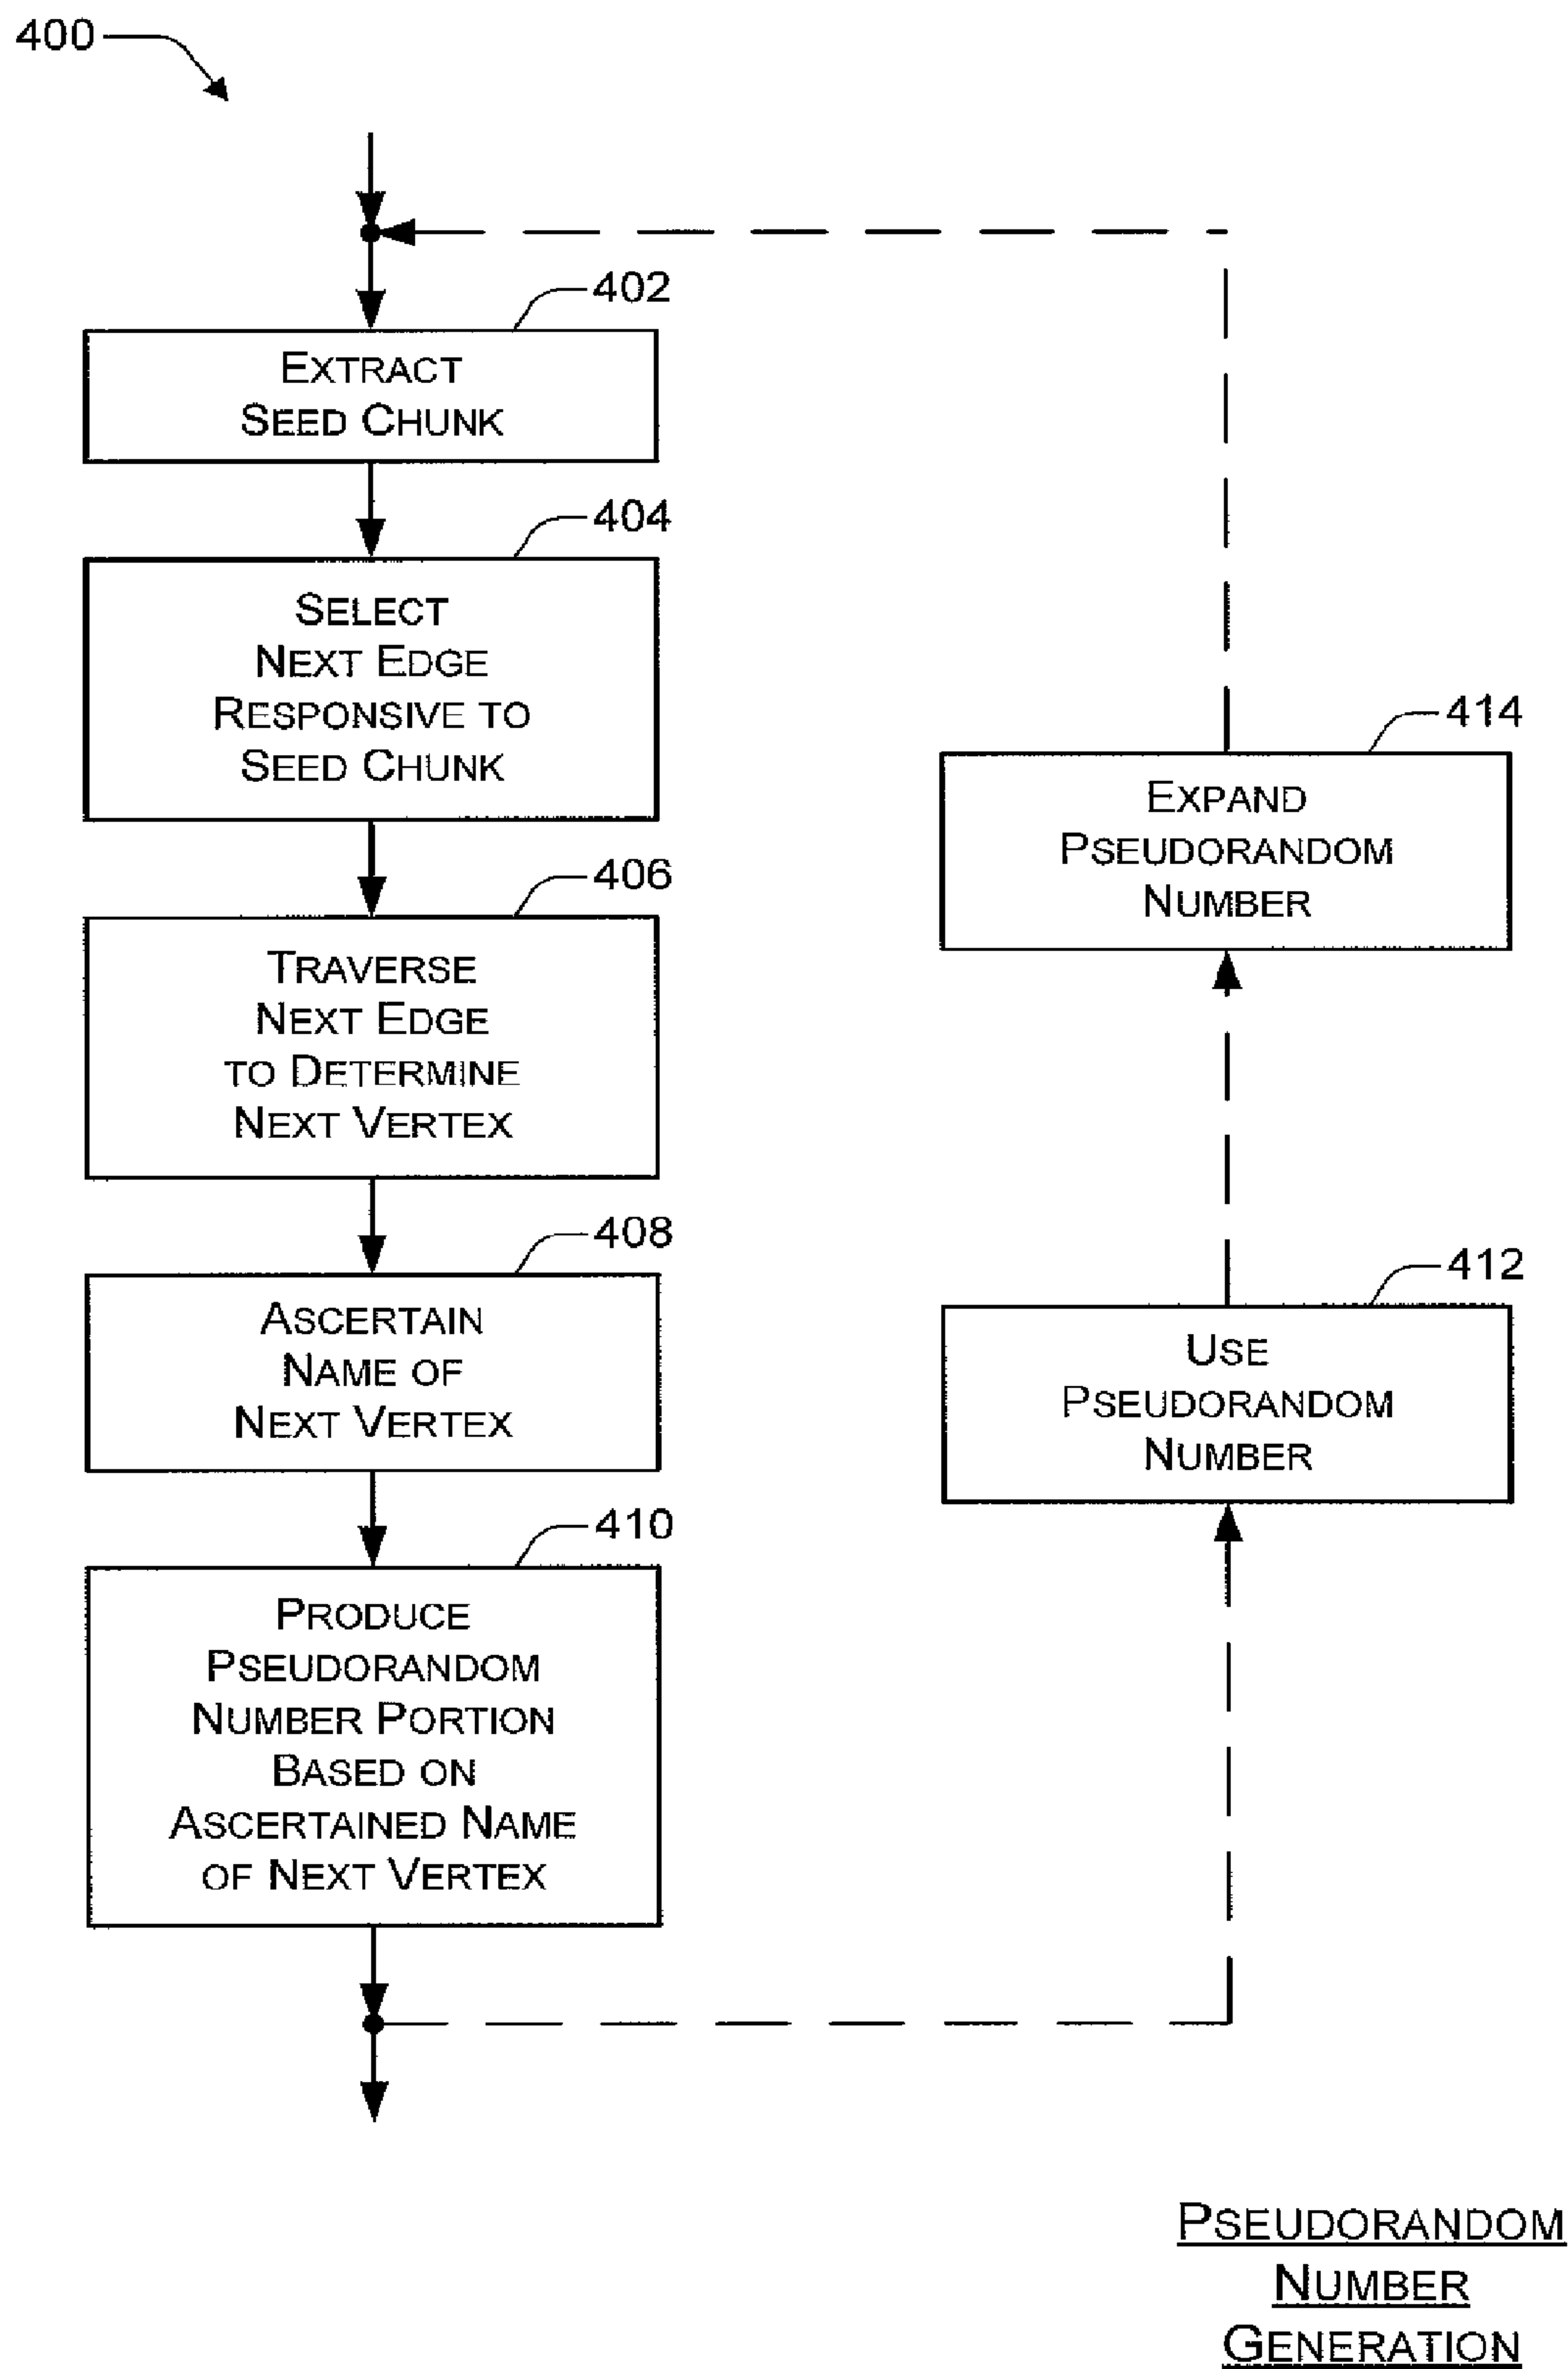 400
402
EXTRACT
SEED CHUNK
404
SELECT
NEXT EDGE
RESPONSIVE TO
SEED CHUNK
406
TRAVERSE
NEXT EDGE
TO DETERMINE
NEXT VERTEX
408
ASCERTAIN
NAME OF
NEXT VERTEX
410
PRODUCE
PSEUDORANDOM
NUMBER PORTION
BASED ON
ASCERTAINED NAME
OF NEXT VERTEX
414
EXPAND
PSEUDORANDOM
NUMBER
412
USE
PSEUDORANDOM
NUMBER
PSEUDORANDOM
NUMBER
GENERATION